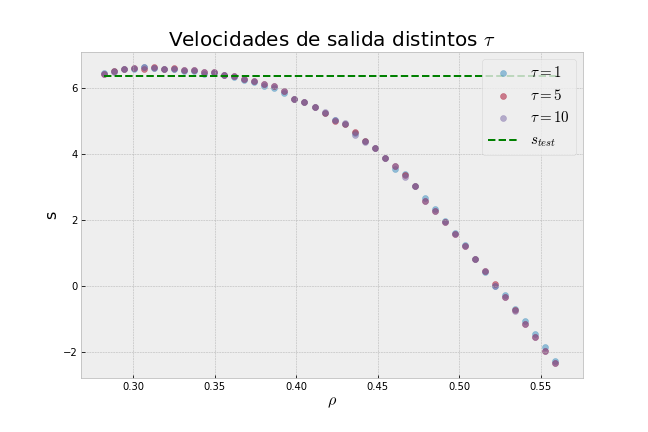 Velocidades de salida distintos τ
τ = 1
τ = 5
τ = 10
s_test
s
6
4
2
0
−2
0.30 0.35 0.40 0.45 0.50 0.55
ρ